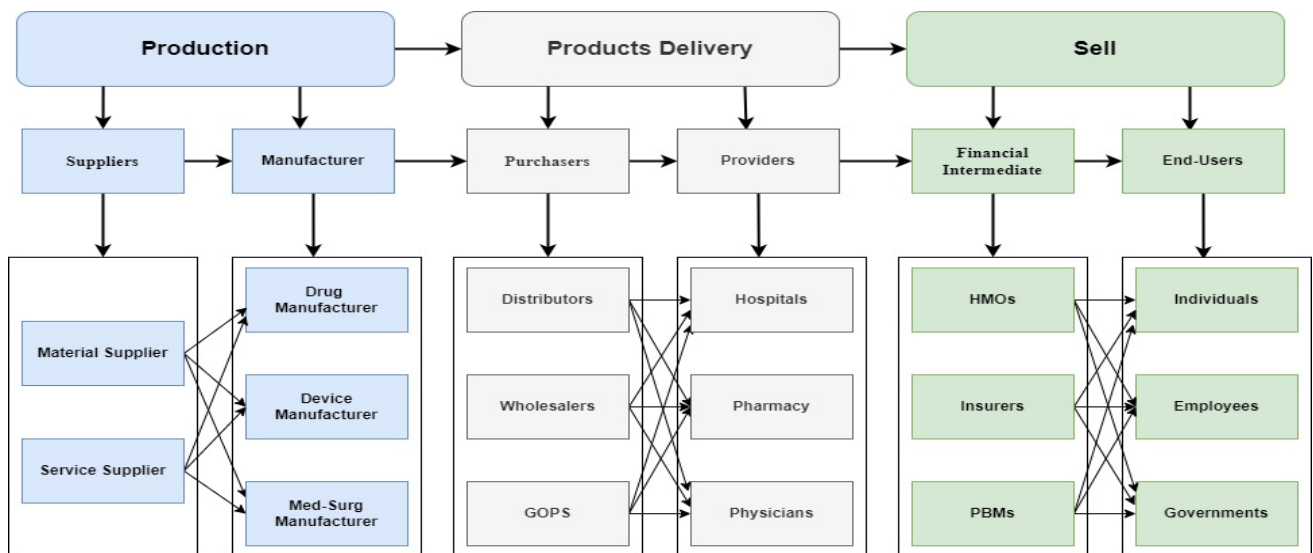 Production
Products Delivery
Sell
Suppliers
Manufacturer
Purchasers
Providers
Financial
Intermediate
End-Users
Material Supplier
Service Supplier
Drug
Manufacturer
Device
Manufacturer
Med-Surg
Manufacturer
Distributors
Wholesalers
GOPS
Hospitals
Pharmacy
Physicians
HMOs
Insurers
PBMs
Individuals
Employees
Governments